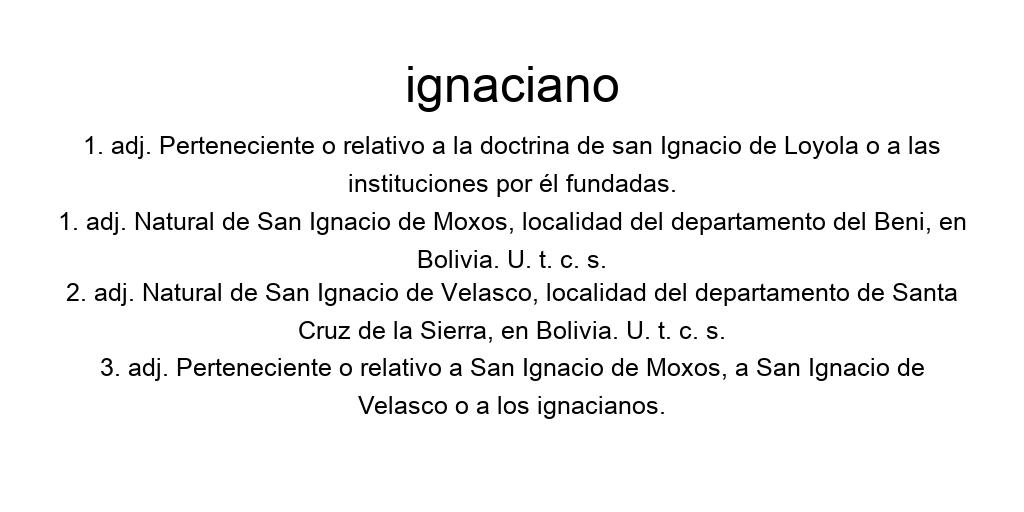 ignaciano
1. adj. Perteneciente o relativo a la doctrina de san Ignacio de Loyola o a las
instituciones por él fundadas.
1. adj. Natural de San Ignacio de Moxos, localidad del departamento del Beni, en
Bolivia. U. t. c. s.
2. adj. Natural de San Ignacio de Velasco, localidad del departamento de Santa
Cruz de la Sierra, en Bolivia. U. t. c. s.
3. adj. Perteneciente o relativo a San Ignacio de Moxos, a San Ignacio de
Velasco o a los ignacianos.